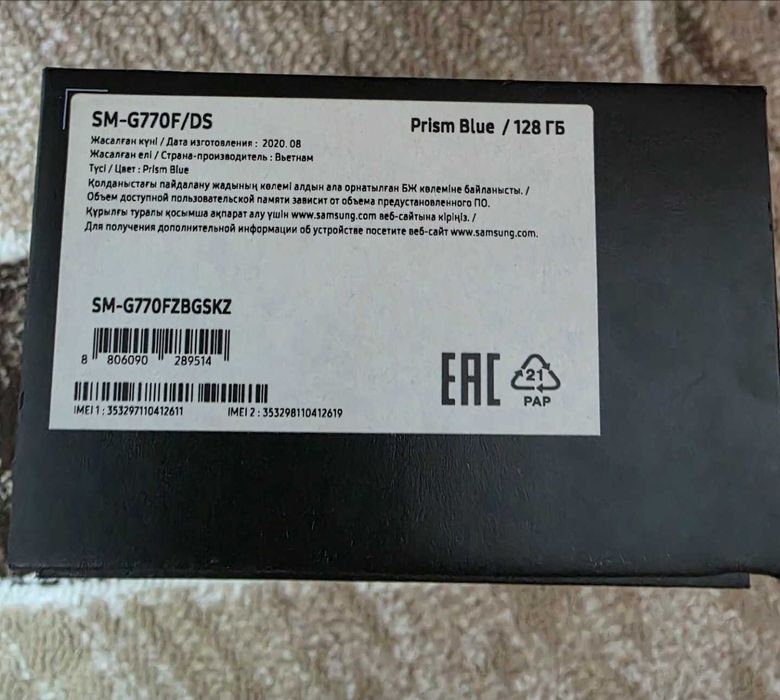 SM-G770F/DS
Prism Blue / 128 ГБ
Жасалған күні / Дата изготовления : 2020.08
Жасалған елі / Страна-производитель : Вьетнам
Түсі / Цвет : Prism Blue
Қолданыстағы пайдалану жадының көлемі алдын ала орнатылған БЖ көлеміне байланысты. /
Объем доступной пользовательской памяти зависит от объема предустановленного ПО.
Құрылғы туралы қосымша ақпарат алу үшін www.samsung.com веб-сайтына кіріңіз. /
Для получения дополнительной информации об устройстве посетите веб-сайт www.samsung.com.
SM-G770FZBGSKZ
8 806090 289514
IMEI 1 : 353297110412611
IMEI 2 : 353298110412619
EAC
21
PAP